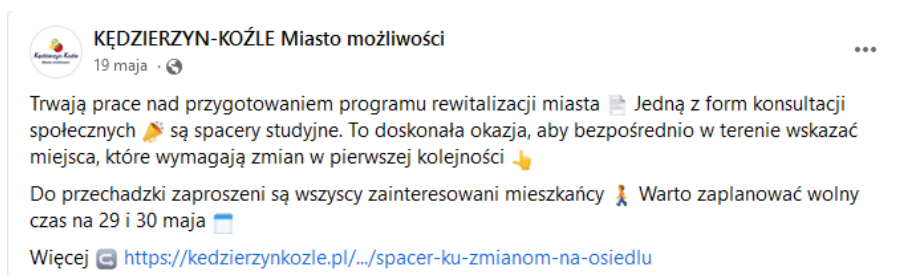 KĘDZIERZYN-KOŹLE Miasto możliwości
19 maja ·
Trwają prace nad przygotowaniem programu rewitalizacji miasta 📄 Jedną z form konsultacji
społecznych 🎉 są spacery studyjne. To doskonała okazja, aby bezpośrednio w terenie wskazać
miejsca, które wymagają zmian w pierwszej kolejności 👆
Do przechadzki zaproszeni są wszyscy zainteresowani mieszkańcy 🚶 Warto zaplanować wolny
czas na 29 i 30 maja 🗓️
Więcej ↪️ https://kedzierzynkozle.pl/.../spacer-ku-zmianom-na-osiedlu